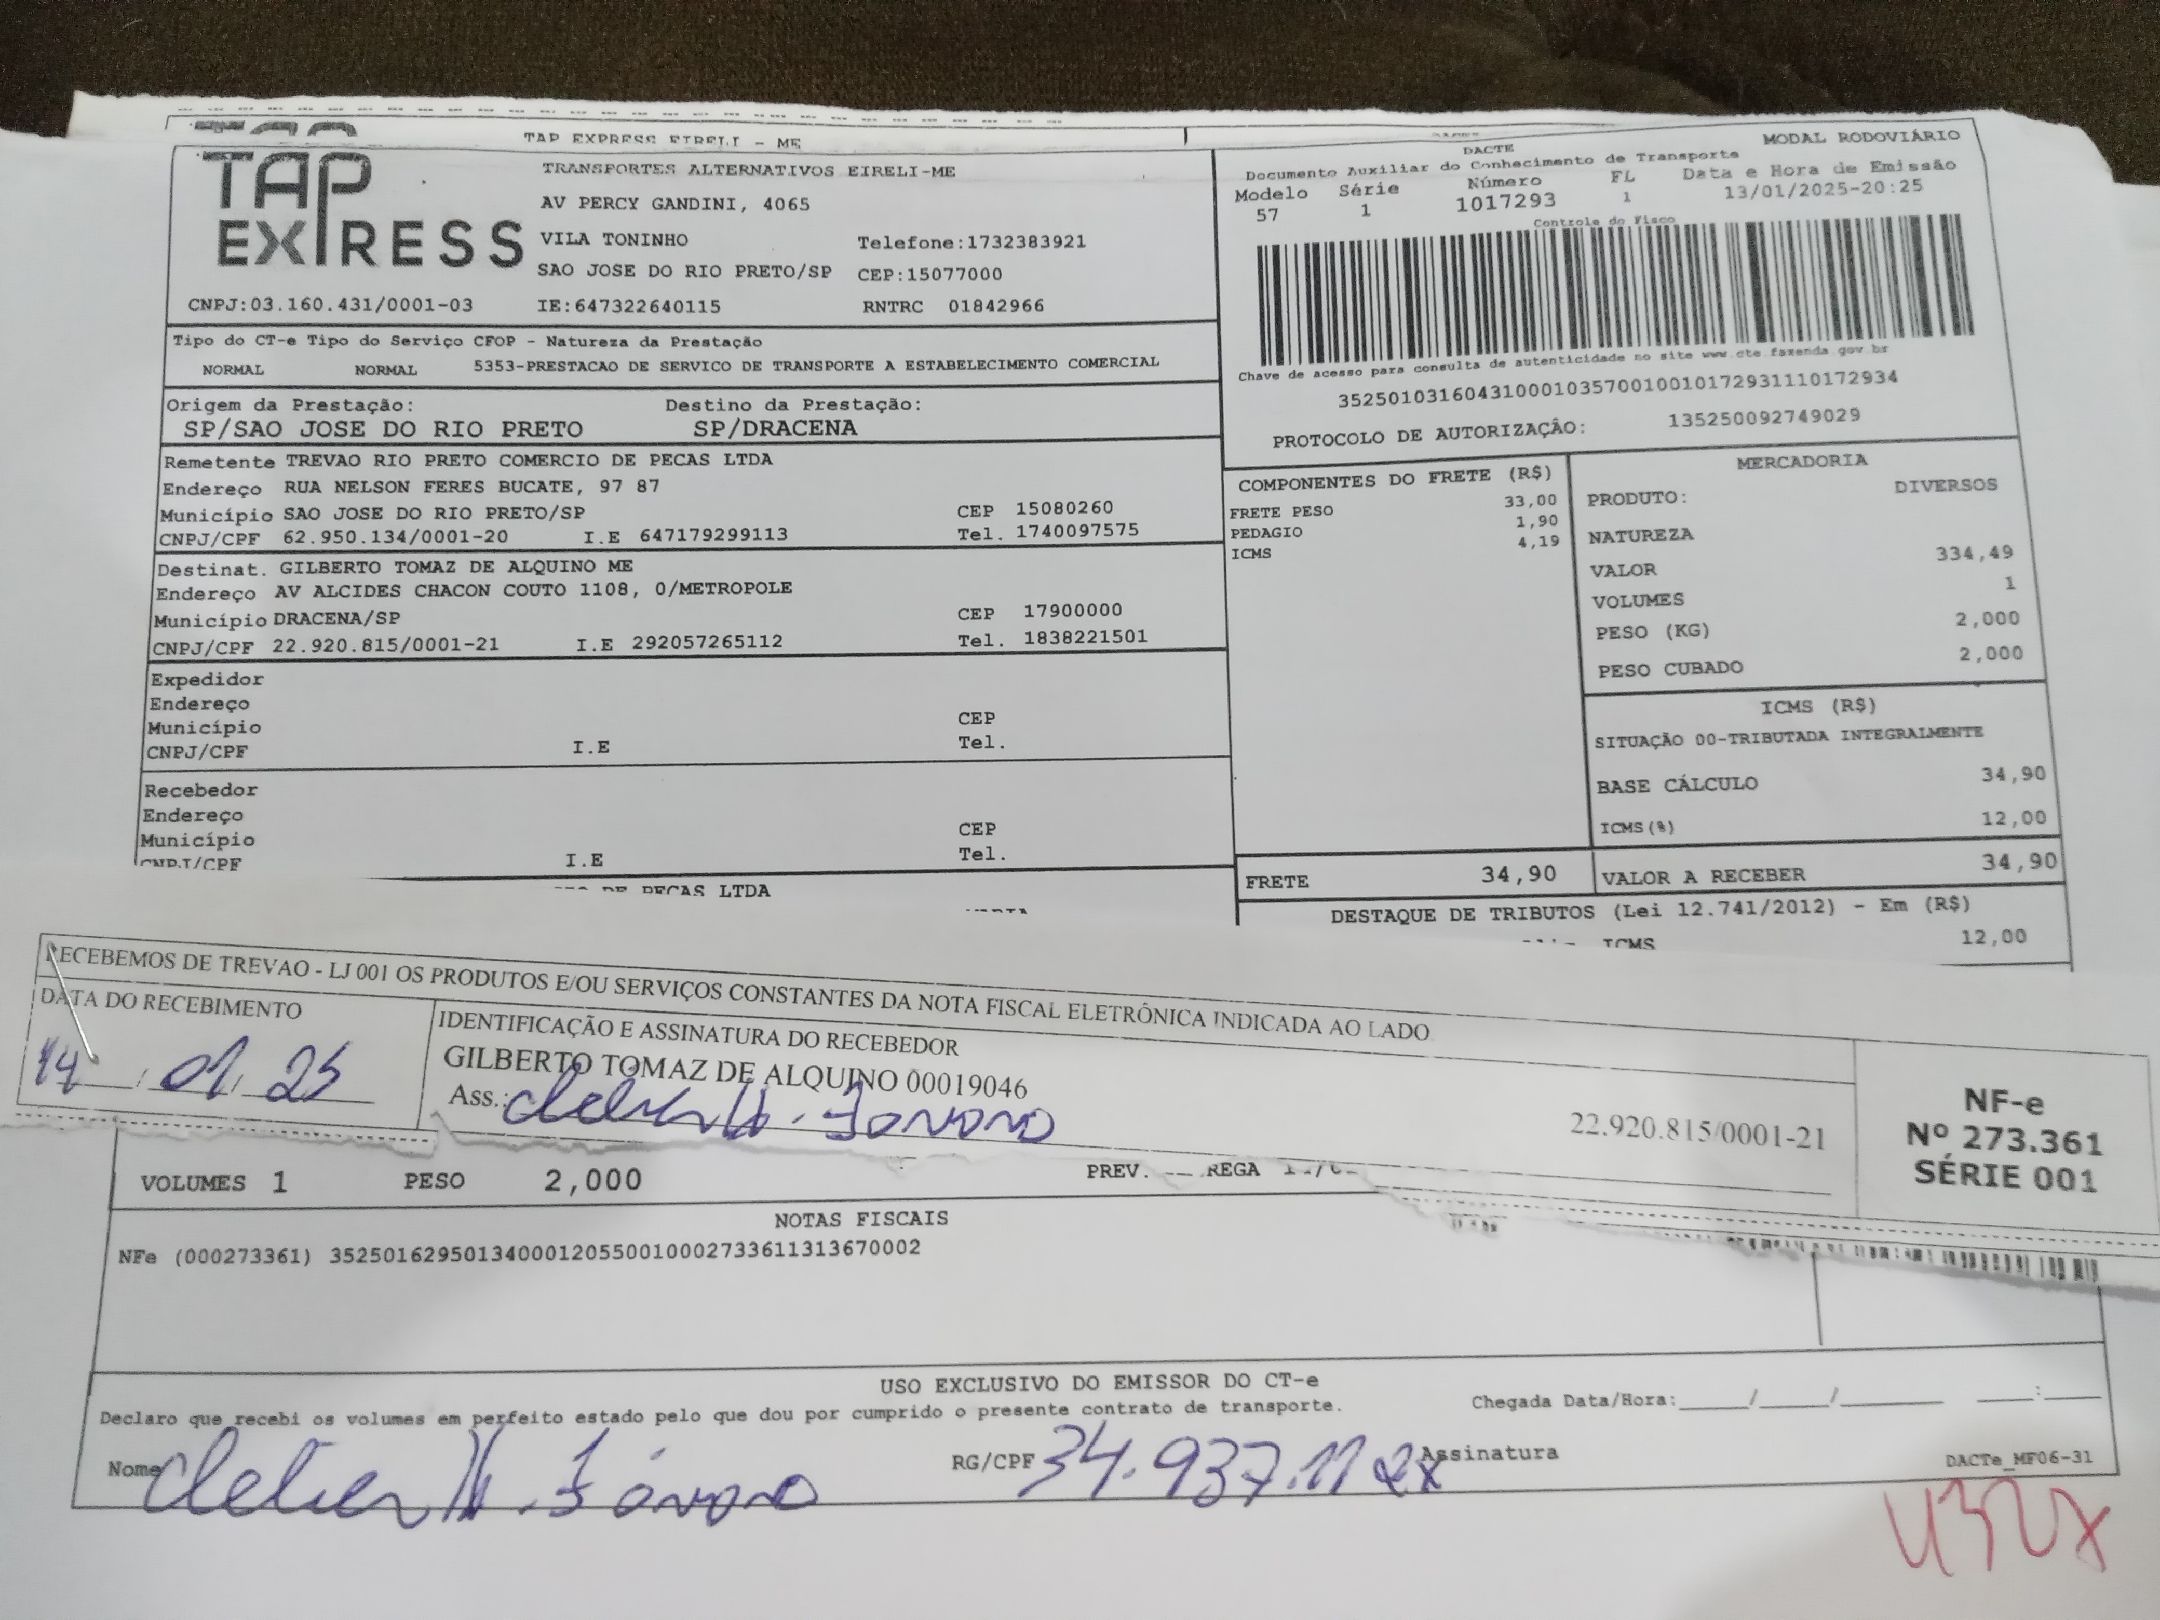 TAP EXPRESS EIRELI - ME
TAP EXPRESS
TRANSPORTES ALTERNATIVOS EIRELI-ME
AV PERCY GANDINI, 4065
VILA TONINHO Telefone:1732383921
SAO JOSE DO RIO PRETO/SP CEP:15077000
CNPJ:03.160.431/0001-03 IE:647322640115 RNTRC 01842966
DACTE MODAL RODOVIÁRIO
Documento Auxiliar do Conhecimento de Transporte
Modelo Série Número FL Data e Hora de Emissão
57 1 1017293 1 13/01/2025-20:25
Controle do Fisco
Chave de acesso para consulta de autenticidade no site www.cte.fazenda.gov.br
35250103160431000103570010010172931110172934
PROTOCOLO DE AUTORIZAÇÃO: 135250092749029
Tipo do CT-e Tipo do Serviço CFOP - Natureza da Prestação
NORMAL NORMAL 5353-PRESTACAO DE SERVICO DE TRANSPORTE A ESTABELECIMENTO COMERCIAL
Origem da Prestação: Destino da Prestação:
SP/SAO JOSE DO RIO PRETO SP/DRACENA
Remetente TREVAO RIO PRETO COMERCIO DE PECAS LTDA
Endereço RUA NELSON FERES BUCATE, 97 87
Município SAO JOSE DO RIO PRETO/SP CEP 15080260
CNPJ/CPF 62.950.134/0001-20 I.E 647179299113 Tel. 1740097575
Destinat. GILBERTO TOMAZ DE ALQUINO ME
Endereço AV ALCIDES CHACON COUTO 1108, 0/METROPOLE
Município DRACENA/SP CEP 17900000
CNPJ/CPF 22.920.815/0001-21 I.E 292057265112 Tel. 1838221501
Expedidor
Endereço
Município CEP
CNPJ/CPF I.E Tel.
Recebedor
Endereço
Município CEP
CNPJ/CPF I.E Tel.
DE PECAS LTDA
COMPONENTES DO FRETE (R$)
FRETE PESO 33,00
PEDAGIO 1,90
ICMS 4,19
MERCADORIA
PRODUTO: DIVERSOS
NATUREZA
VALOR 334,49
VOLUMES 1
PESO (KG) 2,000
PESO CUBADO 2,000
ICMS (R$)
SITUAÇÃO 00-TRIBUTADA INTEGRALMENTE
BASE CÁLCULO 34,90
ICMS(%) 12,00
FRETE 34,90 VALOR A RECEBER 34,90
DESTAQUE DE TRIBUTOS (Lei 12.741/2012) - Em (R$)
ICMS 12,00
RECEBEMOS DE TREVAO - LJ 001 OS PRODUTOS E/OU SERVIÇOS CONSTANTES DA NOTA FISCAL ELETRÔNICA INDICADA AO LADO
DATA DO RECEBIMENTO IDENTIFICAÇÃO E ASSINATURA DO RECEBEDOR
GILBERTO TOMAZ DE ALQUINO 00019046
14 / 01 / 25 Ass.:
22.920.815/0001-21
NF-e
Nº 273.361
SÉRIE 001
VOLUMES 1 PESO 2,000 PREV. REGA
NOTAS FISCAIS
NFe (000273361) 35250162950134000120550010002733611313670002
USO EXCLUSIVO DO EMISSOR DO CT-e
Declaro que recebi os volumes em perfeito estado pelo que dou por cumprido o presente contrato de transporte. Chegada Data/Hora:_____/_____/________ ____:____
Nome RG/CPF 34.937.11 Assinatura
DACTe_MF06-31